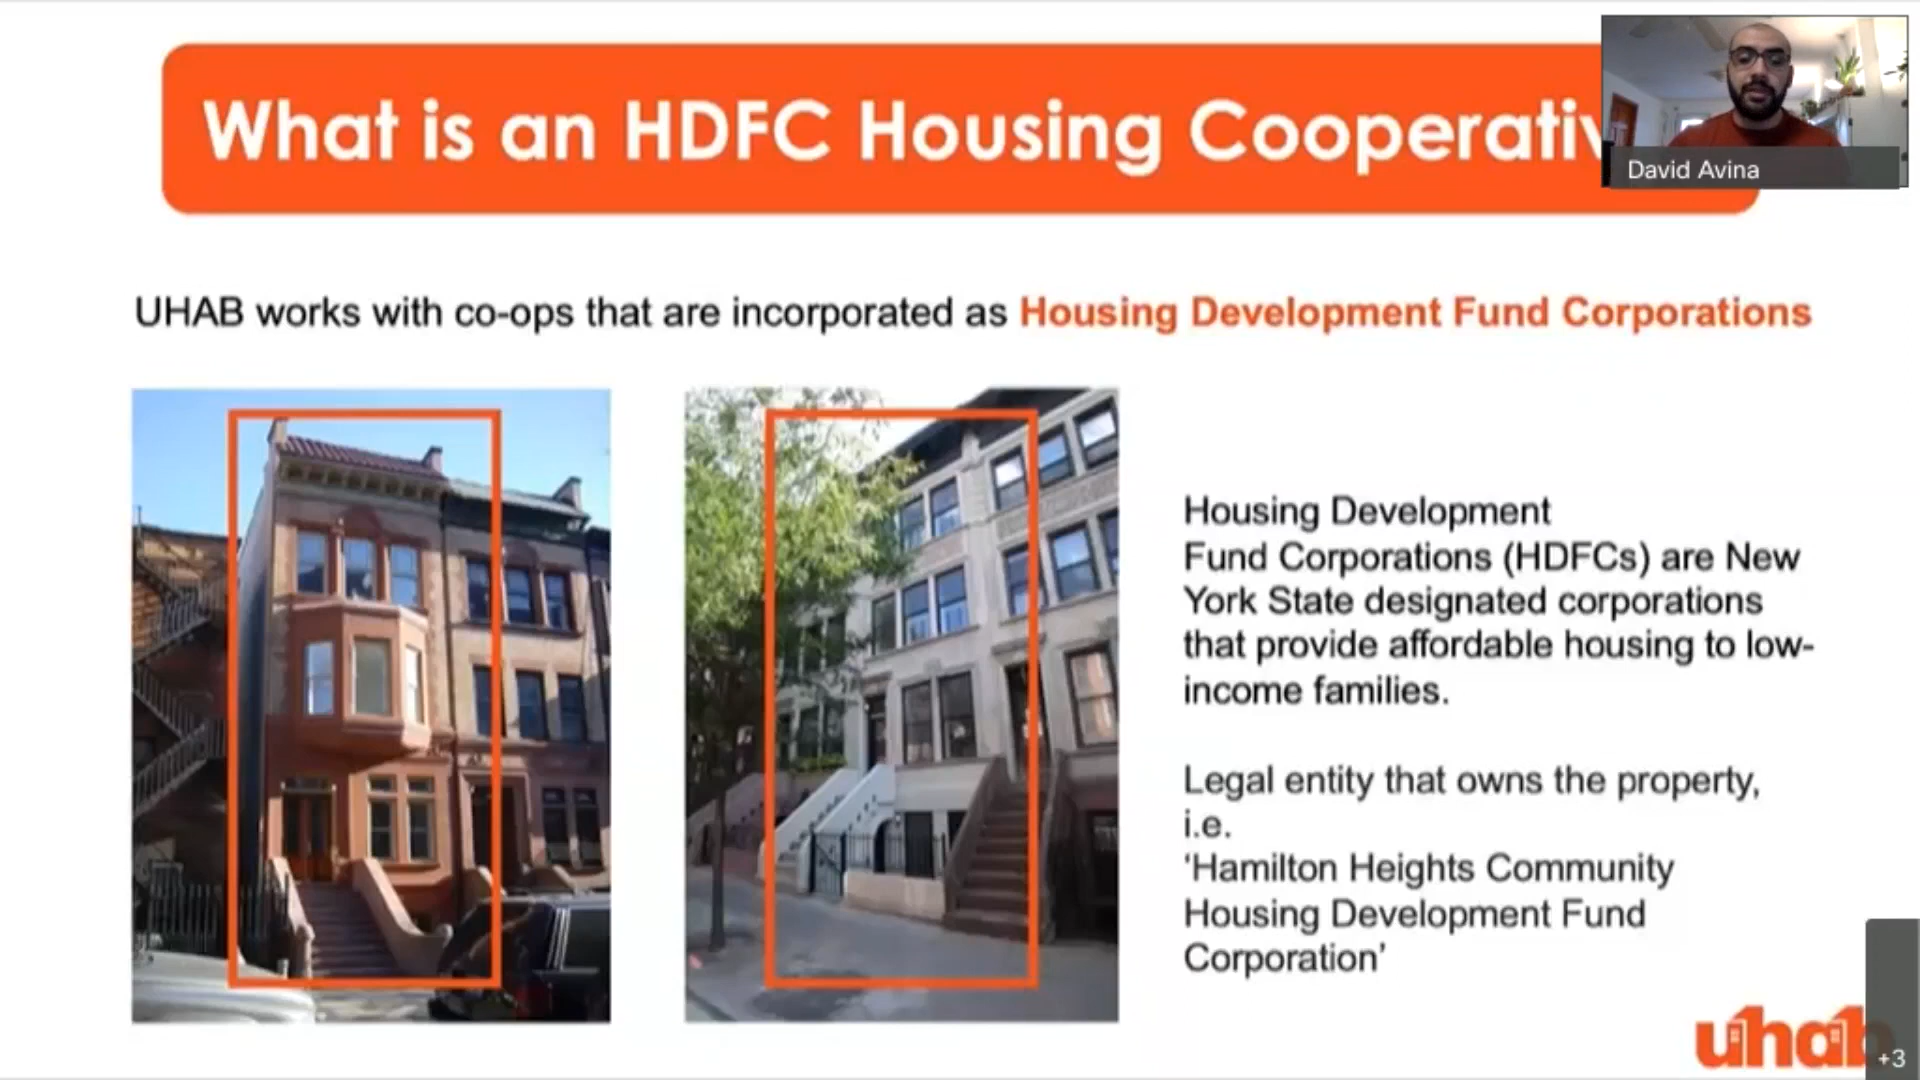 What is an HDFC Housing Cooperativ
David Avina
UHAB works with co-ops that are incorporated as Housing Development Fund Corporations
Housing Development
Fund Corporations (HDFCs) are New
York State designated corporations
that provide affordable housing to low-
income families.
Legal entity that owns the property,
i.e.
‘Hamilton Heights Community
Housing Development Fund
Corporation’
uhab
+3